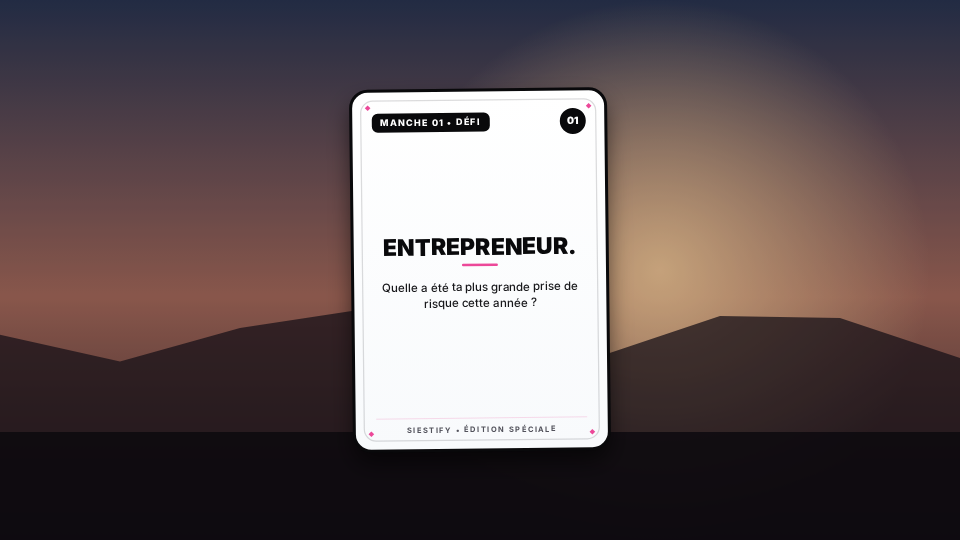 MANCHE 01 • DÉFI
01
ENTREPRENEUR.
Quelle a été ta plus grande prise de
risque cette année ?
SIESTIFY • ÉDITION SPÉCIALE